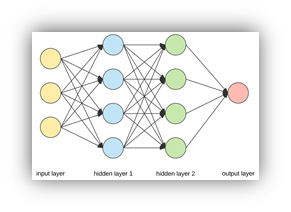 input layer
hidden layer 1
hidden layer 2
output layer